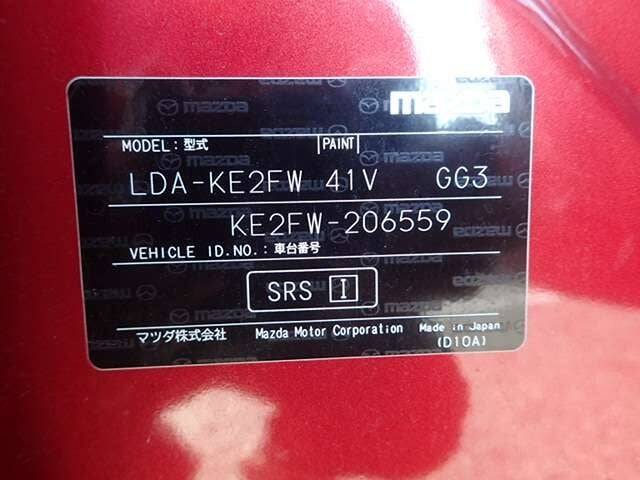 mazda
MODEL:型式 PAINT
LDA-KE2FW 41V GG3
KE2FW-206559
VEHICLE ID.NO.:車台番号
SRS I
マツダ株式会社 Mazda Motor Corporation Made in Japan
(D10A)